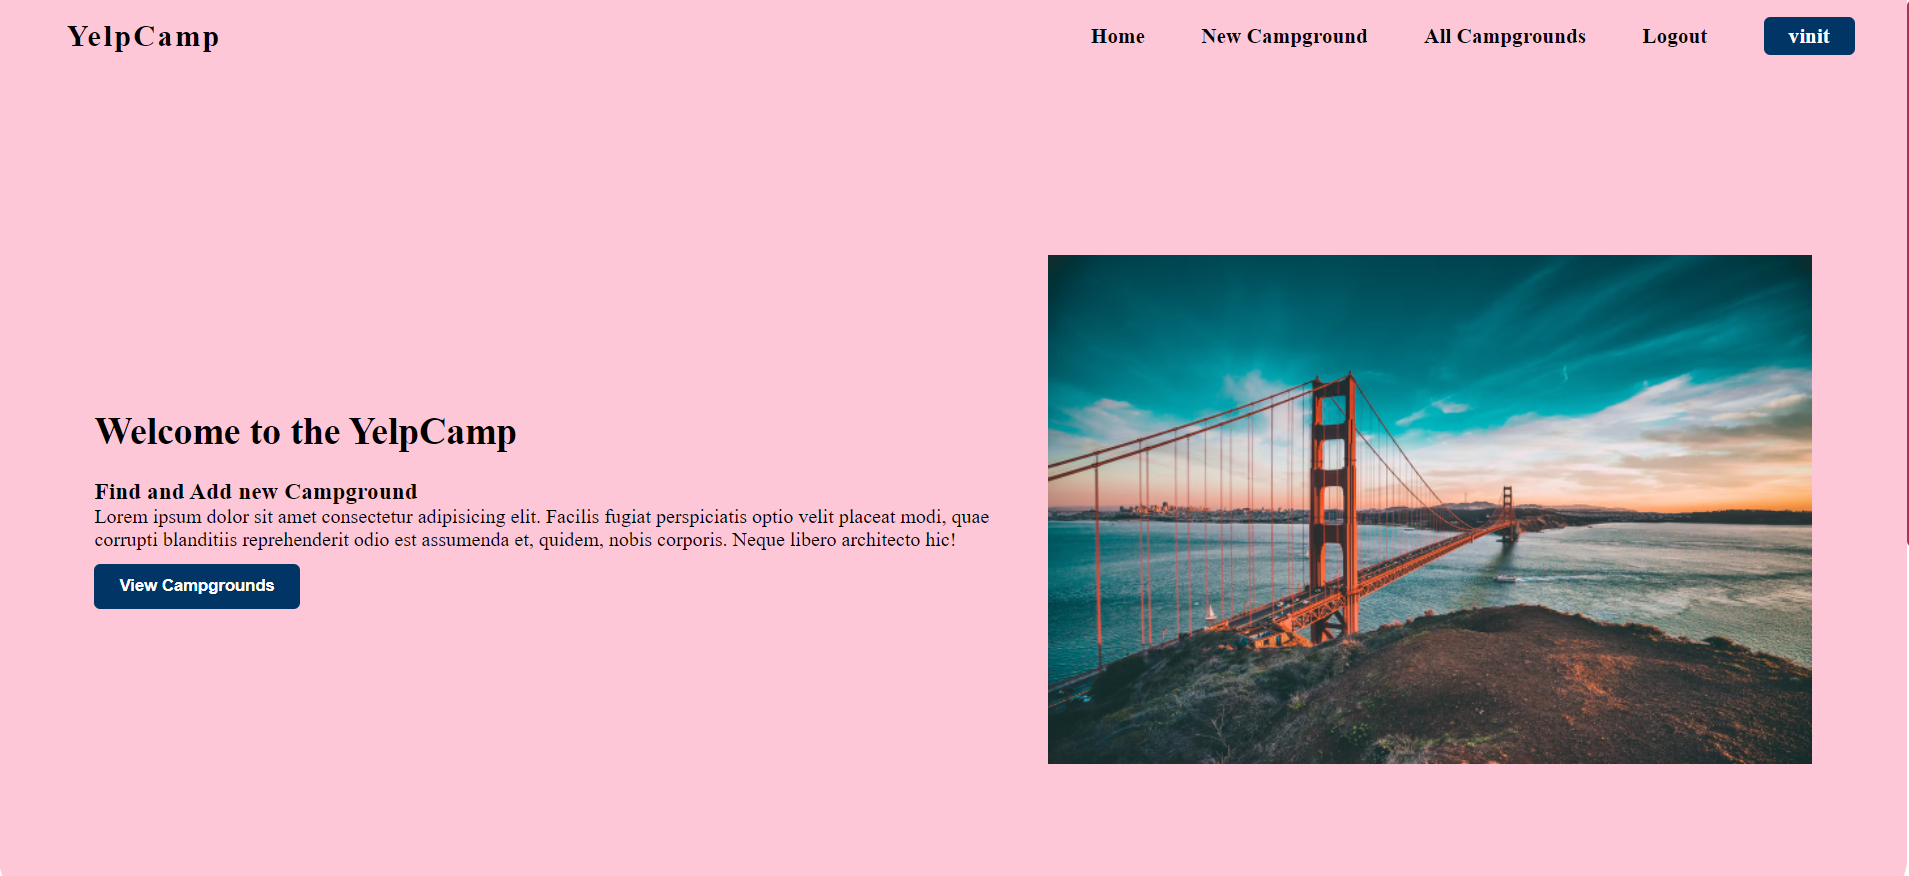 YelpCamp
Home
New Campground
All Campgrounds
Logout
vinit
Welcome to the YelpCamp
Find and Add new Campground
Lorem ipsum dolor sit amet consectetur adipisicing elit. Facilis fugiat perspiciatis optio velit placeat modi, quae
corrupti blanditiis reprehenderit odio est assumenda et, quidem, nobis corporis. Neque libero architecto hic!
View Campgrounds